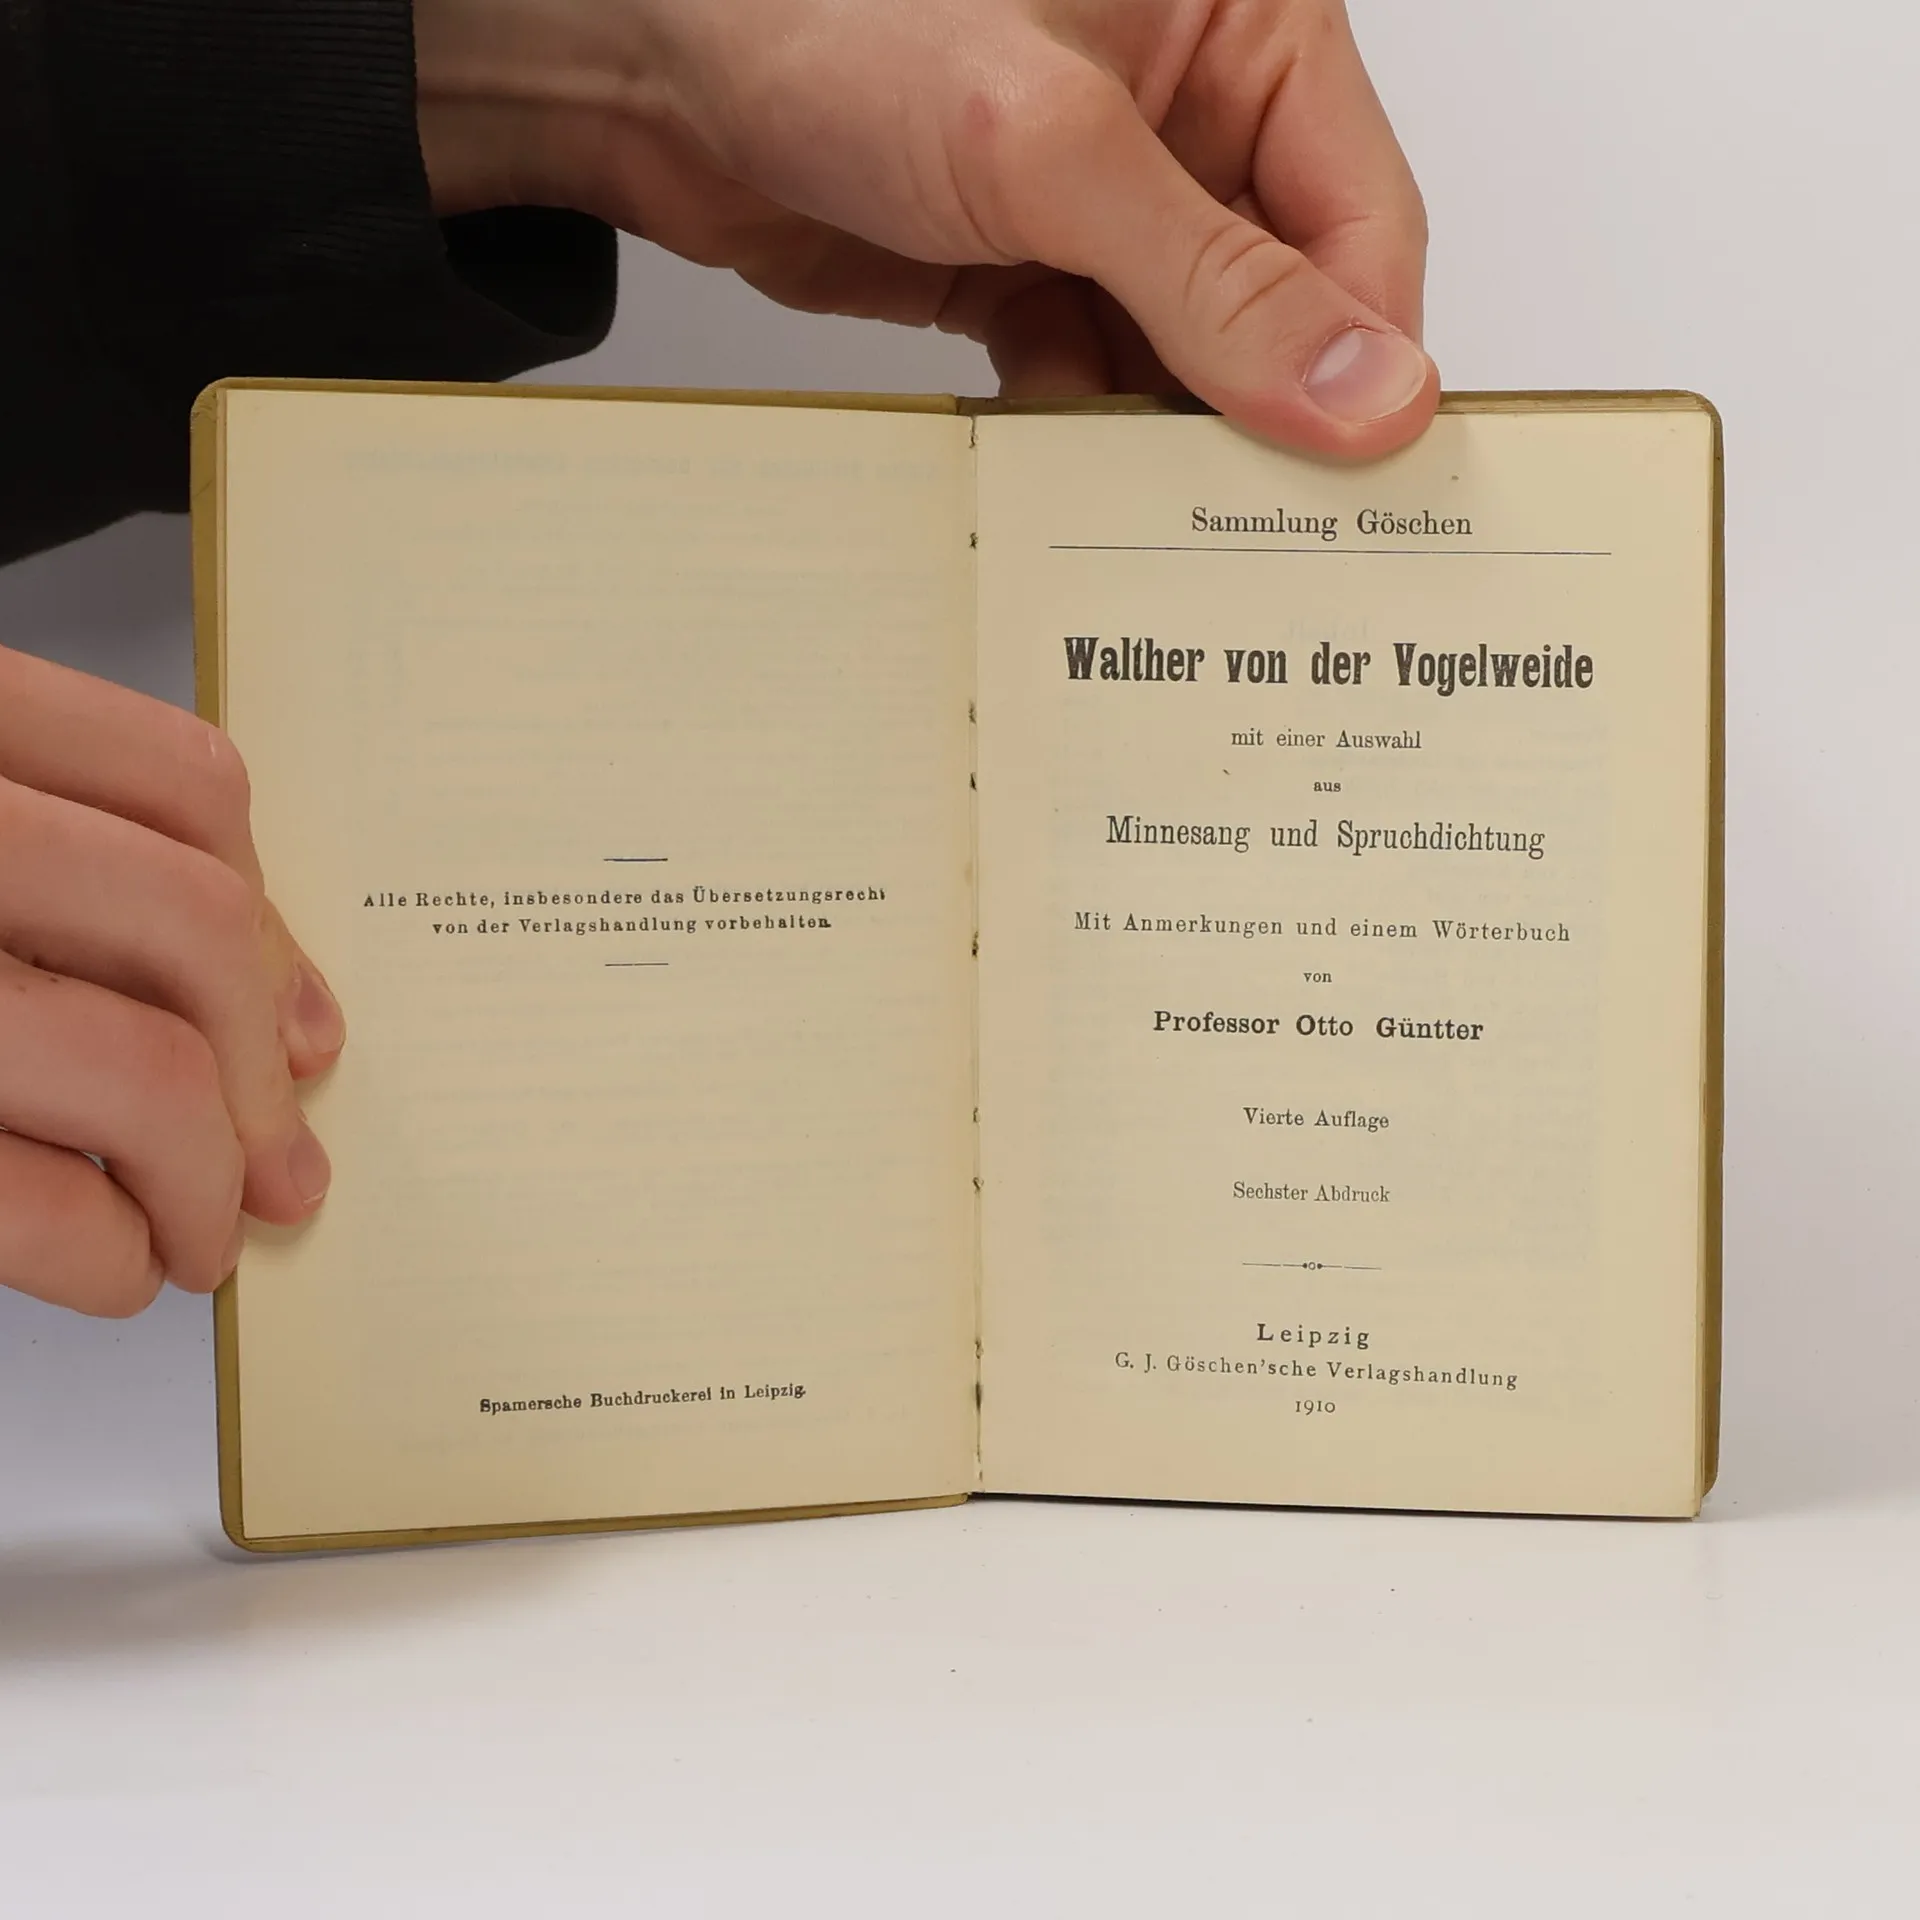 Alle Rechte, insbesondere das Übersetzungsrecht
von der Verlagshandlung vorbehalten.
Spamersche Buchdruckerei in Leipzig.
Sammlung Göschen
Walther von der Vogelweide
mit einer Auswahl
aus
Minnesang und Spruchdichtung
Mit Anmerkungen und einem Wörterbuch
von
Professor Otto Güntter
Vierte Auflage
Sechster Abdruck
Leipzig
G. J. Göschen'sche Verlagshandlung
1910